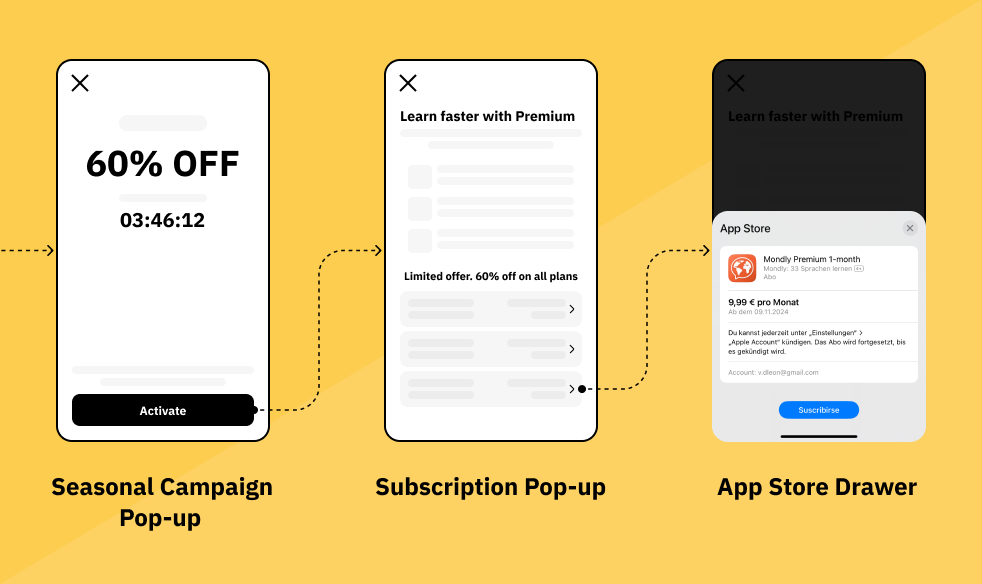 60% OFF
03:46:12
Activate
Seasonal Campaign
Pop-up
Learn faster with Premium
Limited offer. 60% off on all plans
Subscription Pop-up
Learn faster with Premium
App Store
Mondly Premium 1-month
Mondly: 33 Sprachen lernen 4+
Abo
9,99 € pro Monat
Ab dem 09.11.2024
Du kannst jederzeit unter „Einstellungen“ >
„Apple Account“ kündigen. Das Abo wird fortgesetzt, bis
es gekündigt wird.
Account: v.dleon@gmail.com
Suscribirse
App Store Drawer